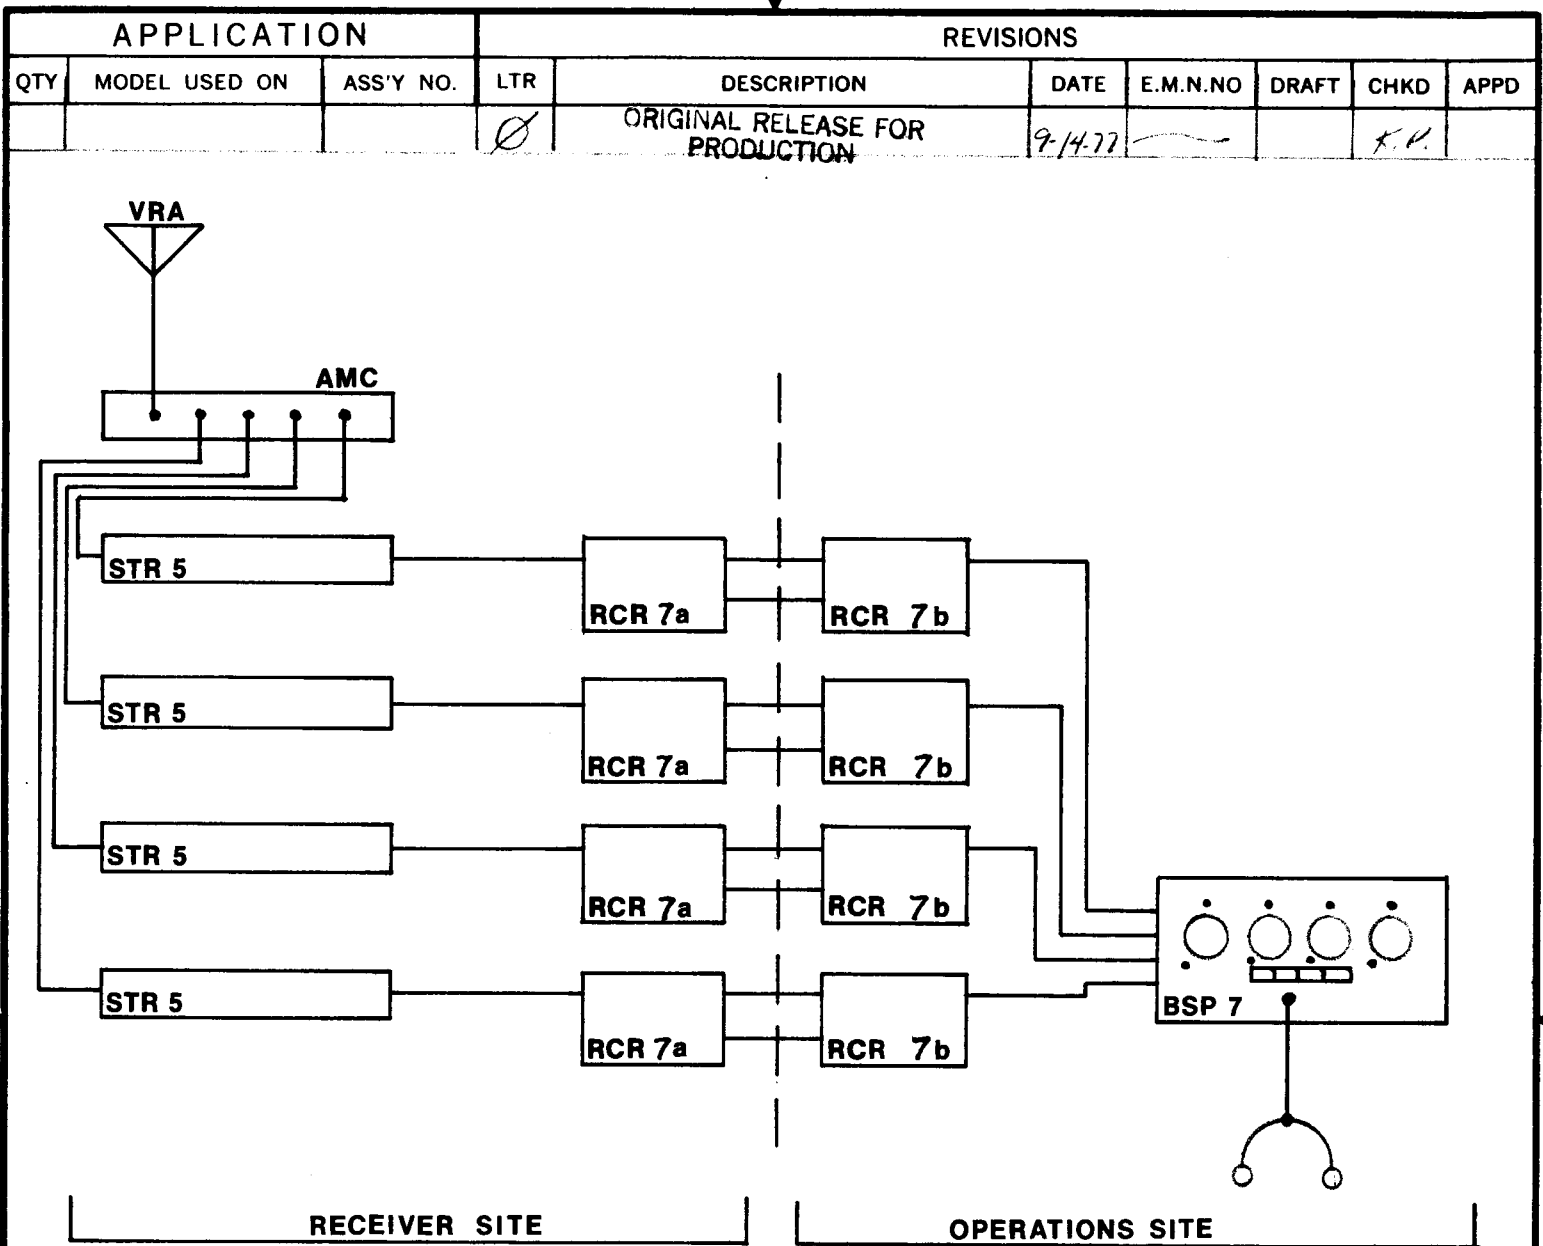 APPLICATION
REVISIONS
QTY MODEL USED ON ASS'Y NO. LTR DESCRIPTION DATE E.M.N.NO DRAFT CHKD APPD
Ø ORIGINAL RELEASE FOR
PRODUCTION
9-14-77 K.P.
VRA
AMC
STR 5
RCR 7a
RCR 7b
STR 5
RCR 7a
RCR 7b
STR 5
RCR 7a
RCR 7b
STR 5
RCR 7a
RCR 7b
BSP 7
RECEIVER SITE
OPERATIONS SITE